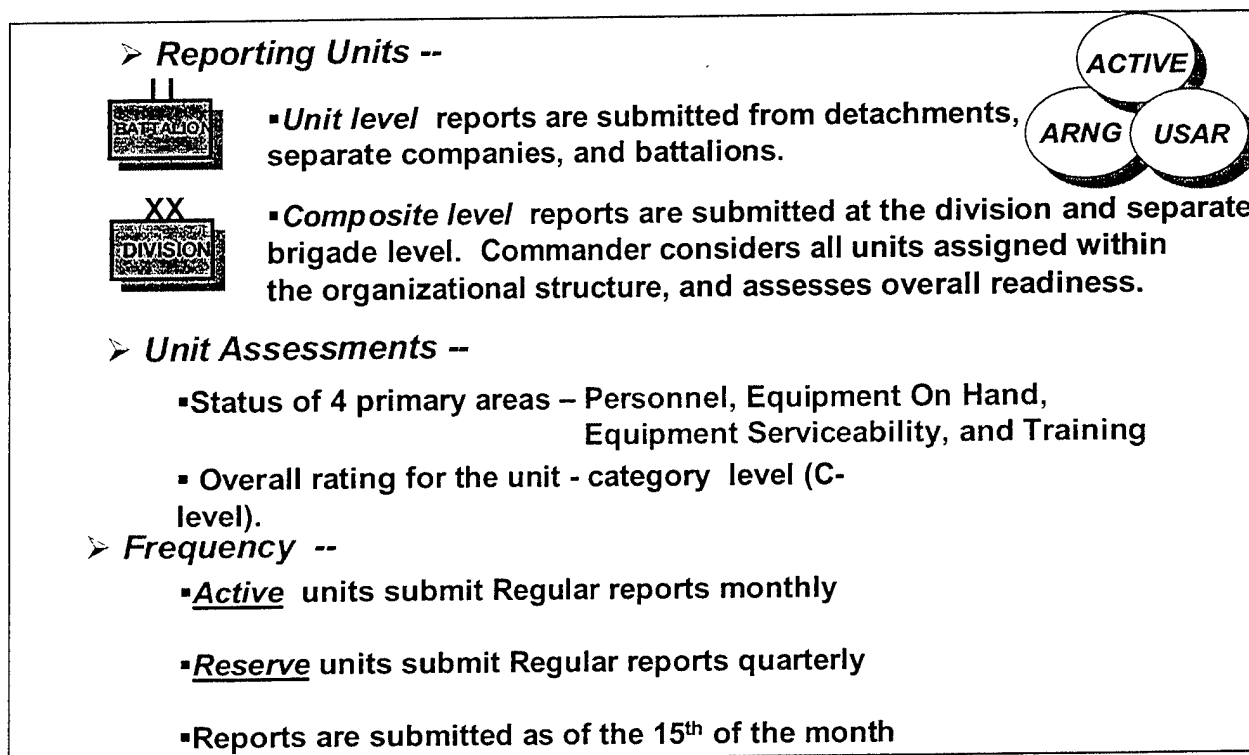 ➢ Reporting Units --
ACTIVE
ARNG
USAR
II
BATTALION
▪Unit level reports are submitted from detachments,
separate companies, and battalions.
XX
DIVISION
▪Composite level reports are submitted at the division and separate
brigade level. Commander considers all units assigned within
the organizational structure, and assesses overall readiness.
➢ Unit Assessments --
▪Status of 4 primary areas – Personnel, Equipment On Hand,
Equipment Serviceability, and Training
▪ Overall rating for the unit - category level (C-
level).
➢ Frequency --
▪Active units submit Regular reports monthly
▪Reserve units submit Regular reports quarterly
▪Reports are submitted as of the 15th of the month